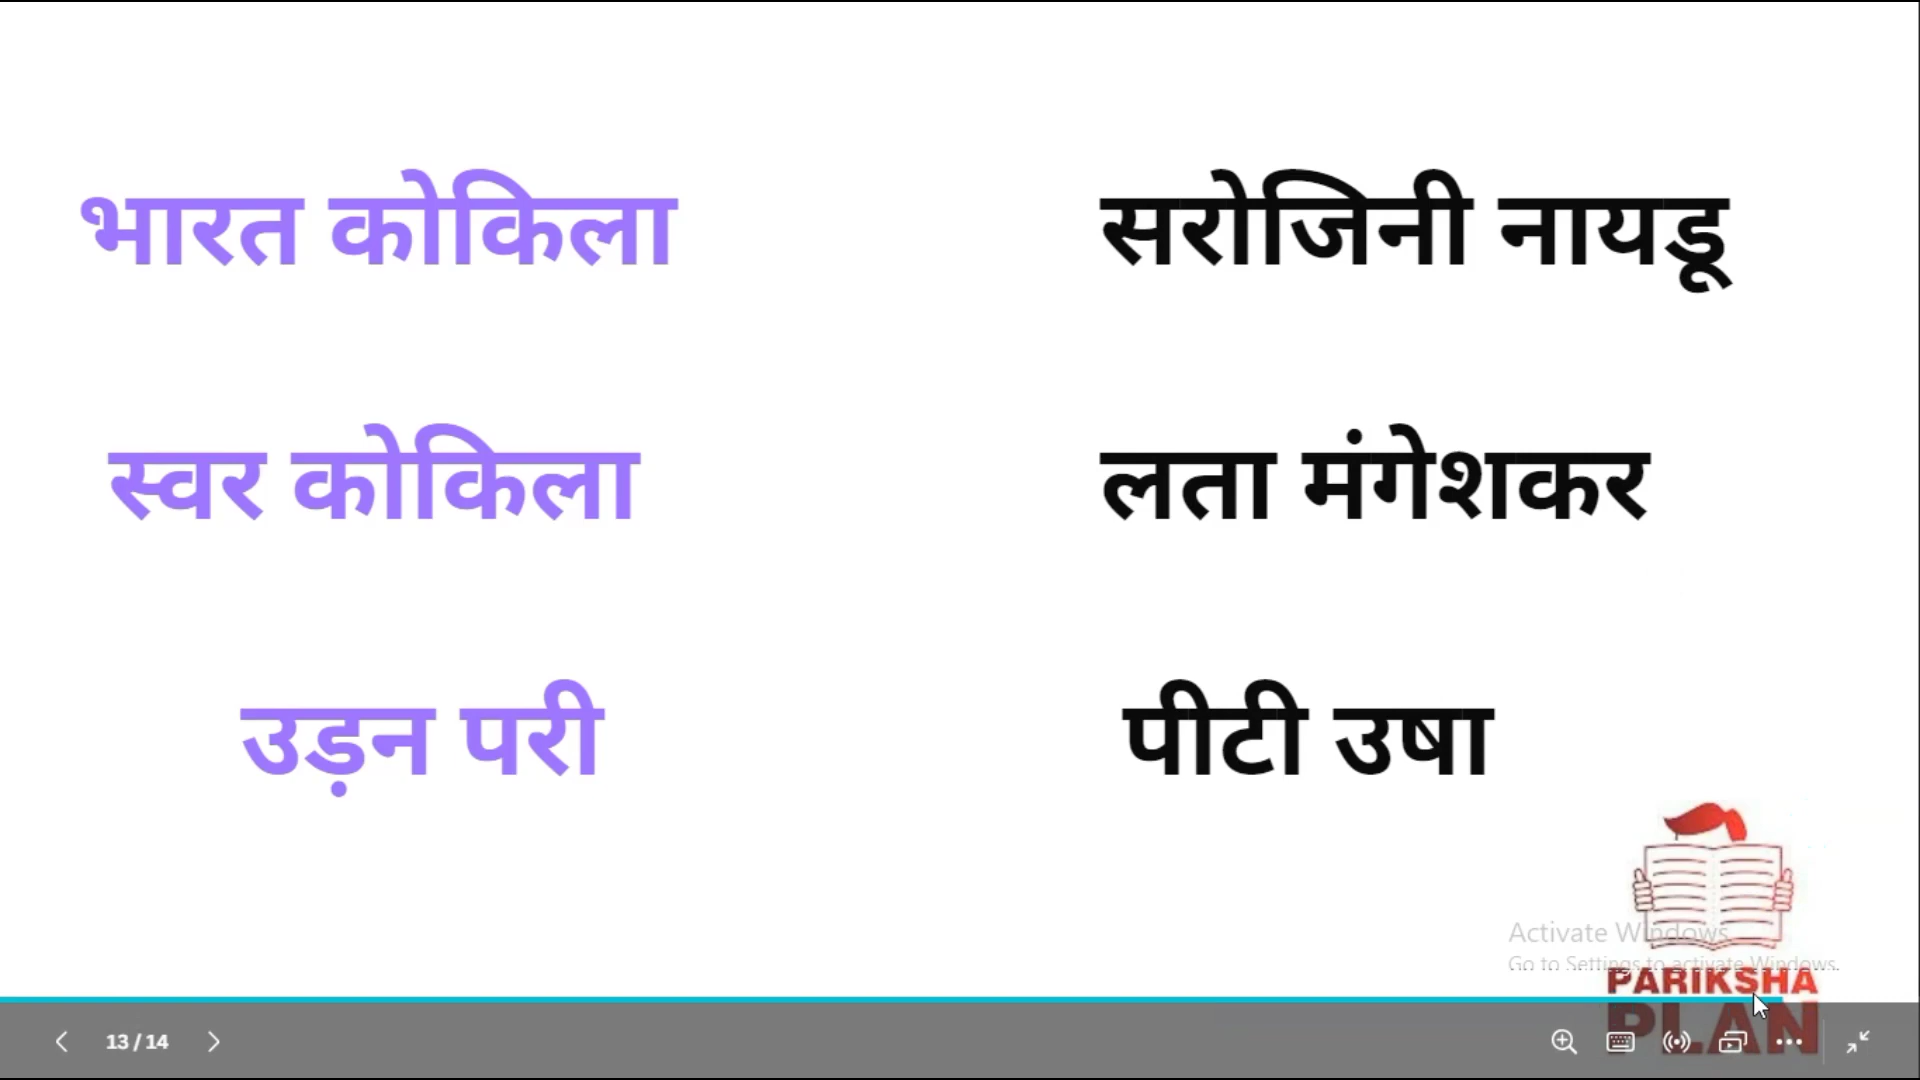 भारत कोकिला सरोजिनी नायडू
स्वर कोकिला लता मंगेशकर
उड़न परी पीटी उषा
Activate Windows
Go to Settings to activate Windows.
PARIKSHA
PLAN
13 / 14